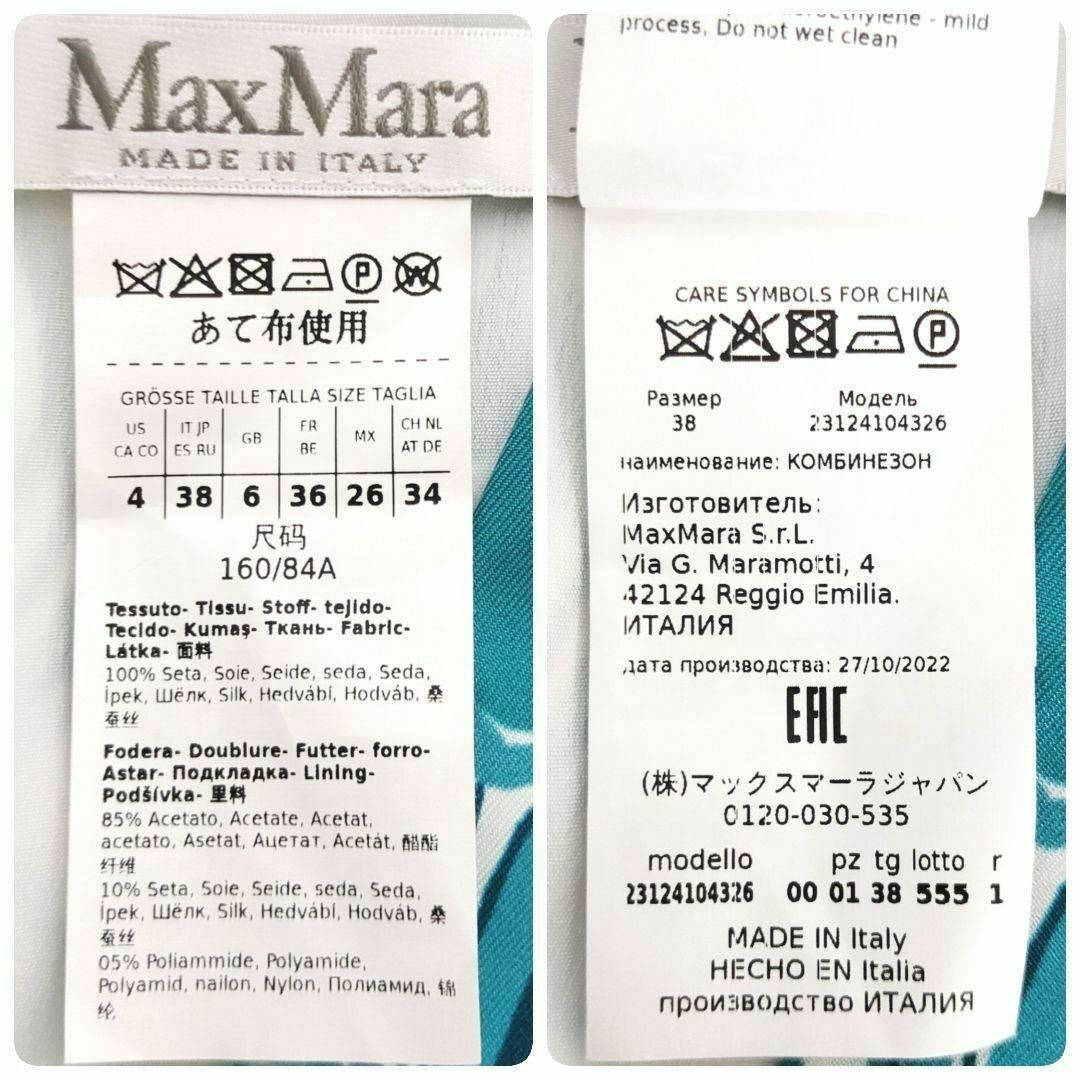 MaxMara
MADE IN ITALY
P W
あて布使用
GRÖSSE TAILLE TALLA SIZE TAGLIA
US CA CO IT JP ES RU GB FR BE MX CH NL AT DE
4 38 6 36 26 34
尺码
160/84A
Tessuto- Tissu- Stoff- tejido-
Tecido- Kumaş- Ткань- Fabric-
Látka- 面料
100% Seta, Soie, Seide, seda, Seda,
İpek, Шёлк, Silk, Hedvábí, Hodváb, 桑
蚕丝
Fodera- Doublure- Futter- forro-
Astar- Подкладка- Lining-
Podšívka- 里料
85% Acetato, Acetate, Acetat,
acetato, Asetat, Ацетат, Acetát, 醋酯
纤维
10% Seta, Soie, Seide, seda, Seda,
İpek, Шёлк, Silk, Hedvábí, Hodváb, 桑
蚕丝
05% Poliammide, Polyamide,
Polyamid, nailon, Nylon, Полиамид, 锦
纶
- mild
process, Do not wet clean
CARE SYMBOLS FOR CHINA
P
Размер Модель
38 23124104326
наименование: КОМБИНЕЗОН
Изготовитель:
MaxMara S.r.L.
Via G. Maramotti, 4
42124 Reggio Emilia.
ИТАЛИЯ
дата производства: 27/10/2022
EAC
(株)マックスマーラジャパン
0120-030-535
modello pz tg lotto r
23124104326 00 01 38 555 1
MADE IN Italy
HECHO EN Italia
производство ИТАЛИЯ